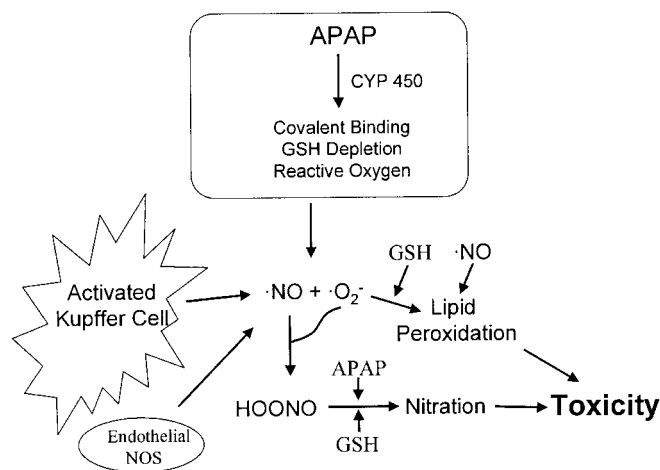 APAP
CYP 450
Covalent Binding
GSH Depletion
Reactive Oxygen
Activated
Kupffer Cell
·NO + ·O₂⁻
GSH
·NO
Lipid
Peroxidation
Endothelial
NOS
HOONO
APAP
GSH
Nitration
Toxicity